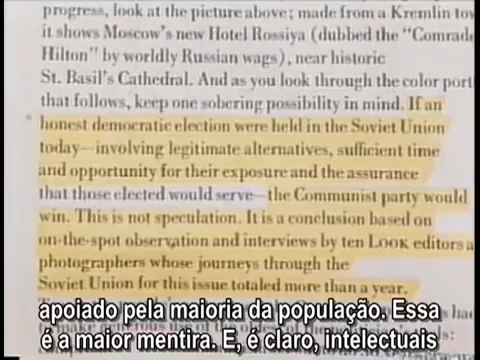 progress, look at the picture above; made from a Kremlin tow
it shows Moscow's new Hotel Rossiya (dubbed the "Comrade
Hilton" by worldly Russian wags), near historic
St. Basil's Cathedral. And as you look through the color port
that follows, keep one sobering possibility in mind. If an
honest democratic election were held in the Soviet Union
today—involving legitimate alternatives, sufficient time
and opportunity for their exposure and the assurance
that those elected would serve—the Communist party would
win. This is not speculation. It is a conclusion based on
on-the-spot observation and interviews by ten LOOK editors a
photographers whose journeys through the
Soviet Union for this issue totaled more than a year.
apoiado pela maioria da população. Essa
é a maior mentira. E, é claro, intelectuais